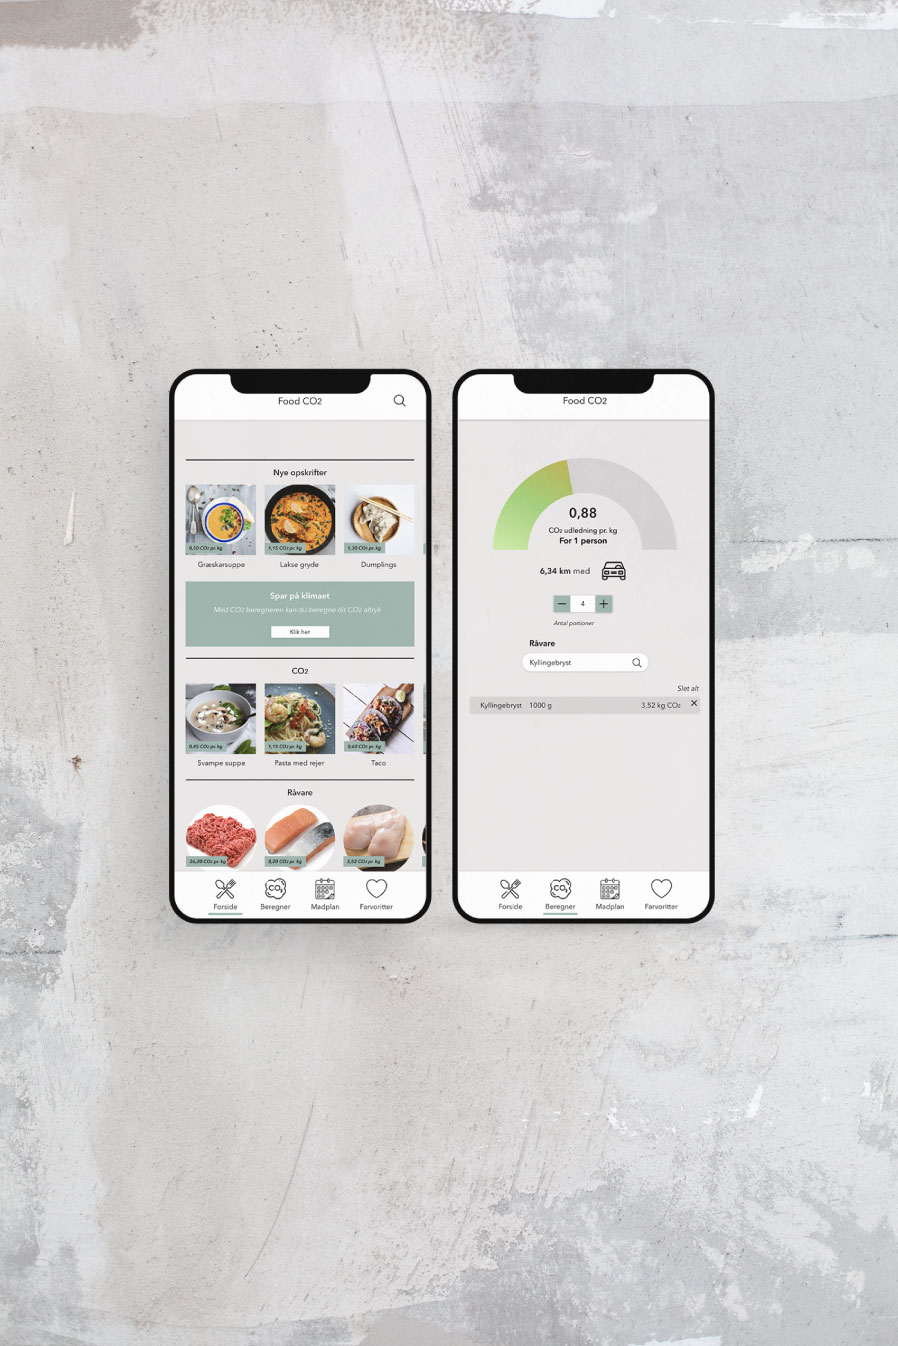 Food CO2
Nye opskrifter
0,50 CO2 pr. kg
1,15 CO2 pr. kg
1,30 CO2 pr. kg
Græskarsuppe
Lakse gryde
Dumplings
Spar på klimaet
Med CO2 beregneren kan du beregne dit CO2 aftryk
Klik her
CO2
0,45 CO2 pr. kg
1,15 CO2 pr. kg
0,60 CO2 pr. kg
Svampe suppe
Pasta med rejer
Taco
Råvare
34,20 CO2 pr. kg
8,20 CO2 pr. kg
3,52 CO2 pr. kg
CO2
Forside
Beregner
Madplan
Farvoritter
Food CO2
0,88
CO2 udledning pr. kg
For 1 person
6,34 km med
4
Antal portioner
Råvare
Kyllingebryst
Slet alt
Kyllingebryst 1000 g 3,52 kg CO2
CO2
Forside
Beregner
Madplan
Farvoritter